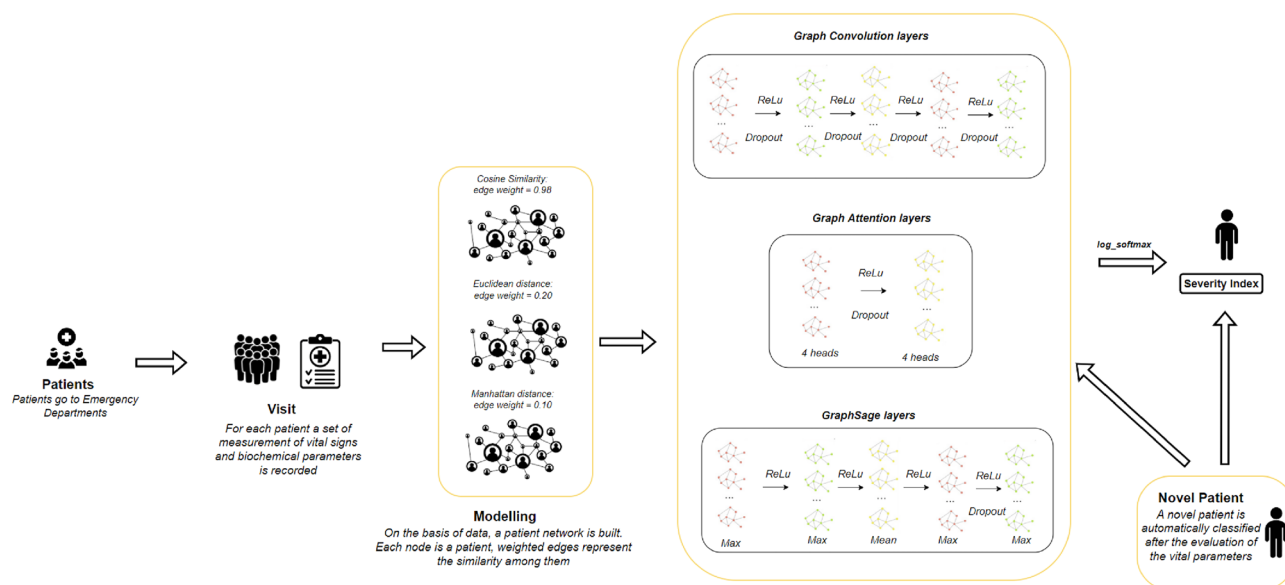 Patients
Patients go to Emergency
Departments
Visit
For each patient a set of
measurement of vital signs
and biochemical parameters
is recorded
Cosine Similarity:
edge weight = 0.98
Euclidean distance:
edge weight = 0.20
Manhattan distance:
edge weight = 0.10
Modelling
On the basis of data, a patient network is built.
Each node is a patient, weighted edges represent
the similarity among them
Graph Convolution layers
ReLu ReLu ReLu ReLu
... ... ... ... ...
Dropout Dropout Dropout Dropout
Graph Attention layers
ReLu
... ...
Dropout
4 heads 4 heads
GraphSage layers
ReLu ReLu ReLu ReLu
... ... ... ... ...
Dropout
Max Max Mean Max Max
log_softmax
Severity Index
Novel Patient
A novel patient is
automatically classified
after the evaluation of
the vital parameters